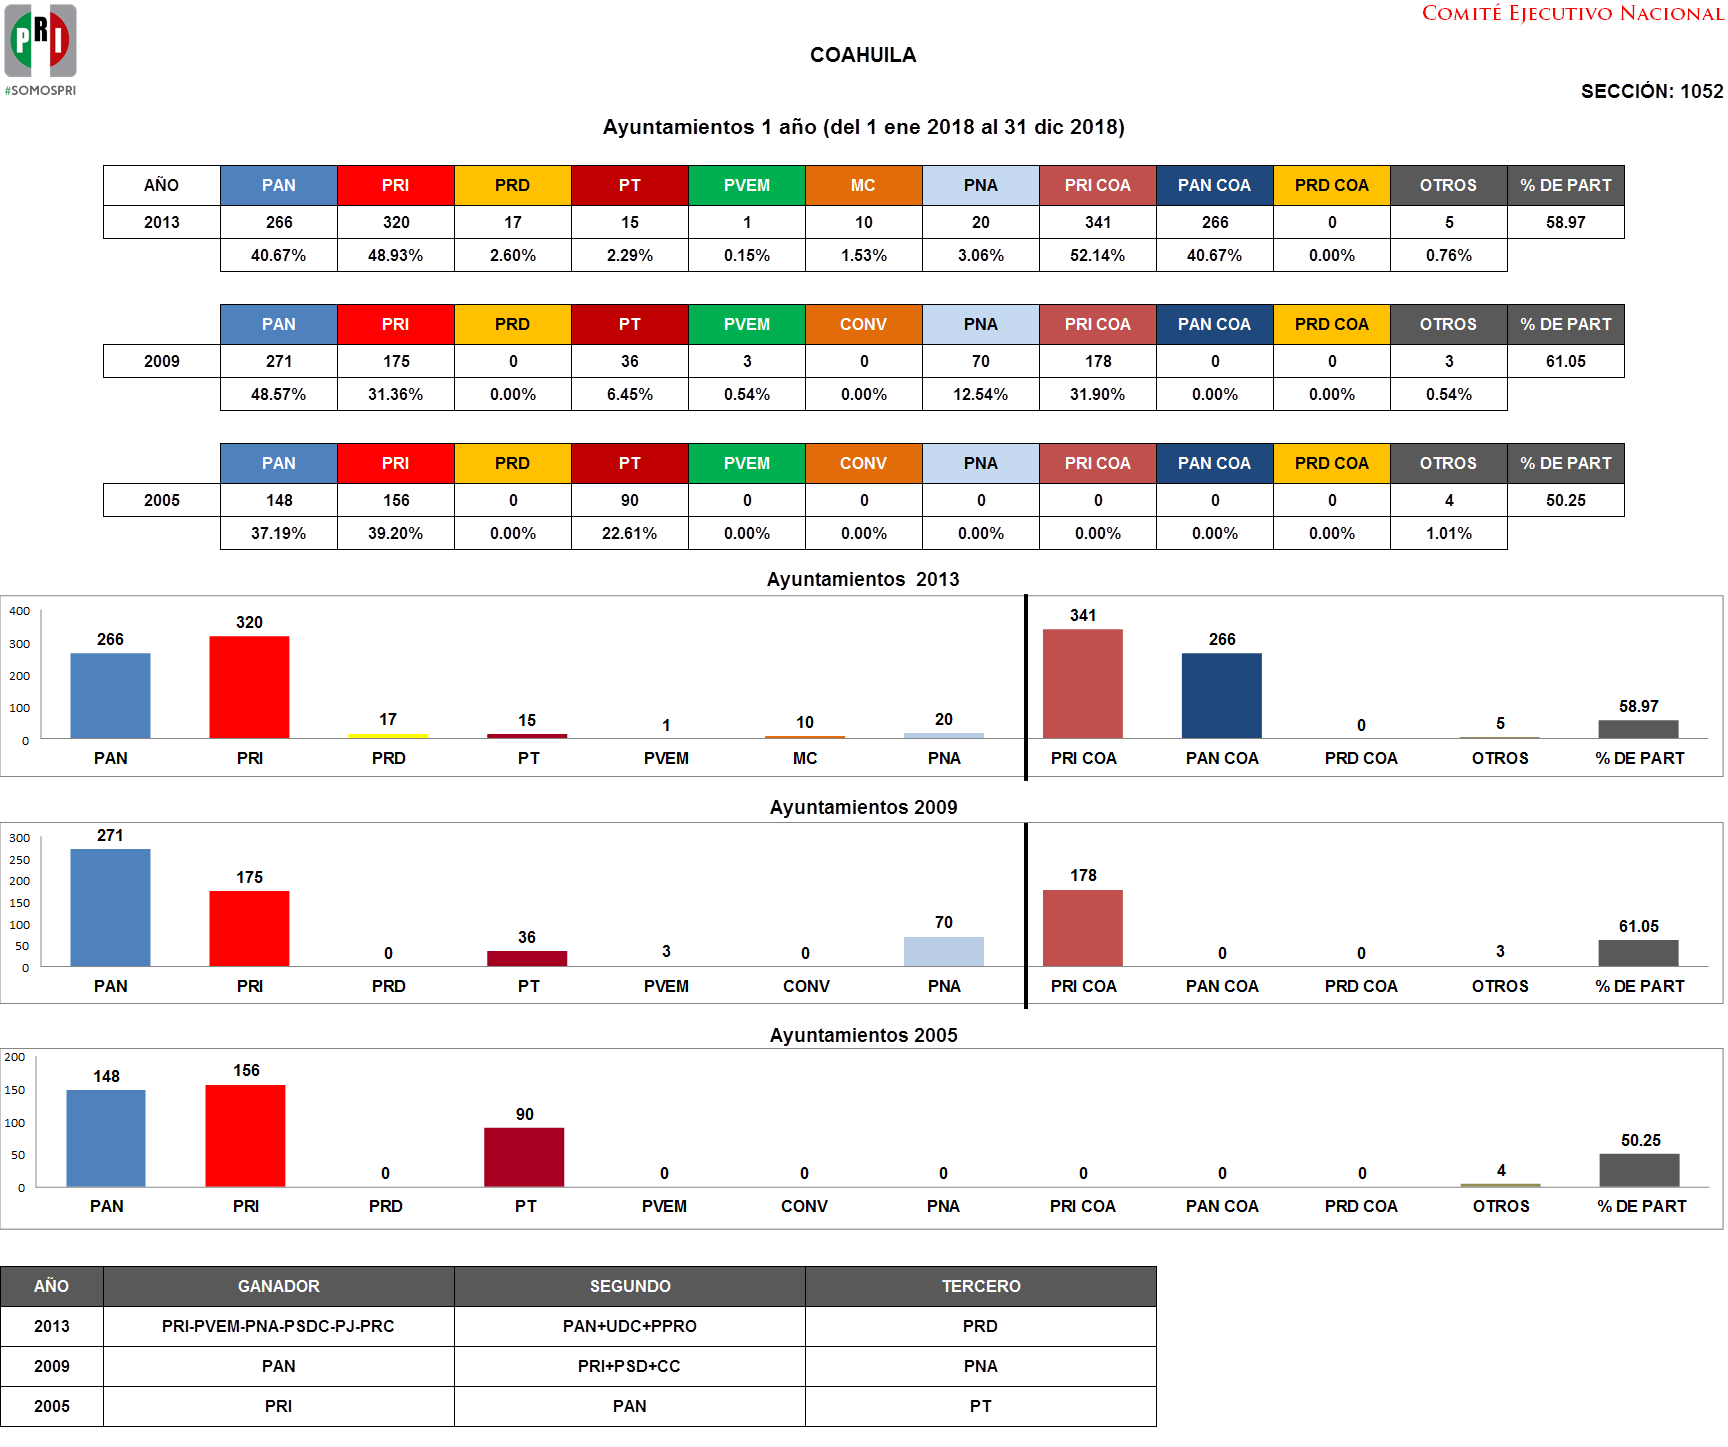 PRI
#SOMOSPRI
COMITÉ EJECUTIVO NACIONAL
COAHUILA
SECCIÓN: 1052
Ayuntamientos 1 año (del 1 ene 2018 al 31 dic 2018)
AÑO PAN PRI PRD PT PVEM MC PNA PRI COA PAN COA PRD COA OTROS % DE PART
2013 266 320 17 15 1 10 20 341 266 0 5 58.97
40.67% 48.93% 2.60% 2.29% 0.15% 1.53% 3.06% 52.14% 40.67% 0.00% 0.76%
PAN PRI PRD PT PVEM CONV PNA PRI COA PAN COA PRD COA OTROS % DE PART
2009 271 175 0 36 3 0 70 178 0 0 3 61.05
48.57% 31.36% 0.00% 6.45% 0.54% 0.00% 12.54% 31.90% 0.00% 0.00% 0.54%
PAN PRI PRD PT PVEM CONV PNA PRI COA PAN COA PRD COA OTROS % DE PART
2005 148 156 0 90 0 0 0 0 0 0 4 50.25
37.19% 39.20% 0.00% 22.61% 0.00% 0.00% 0.00% 0.00% 0.00% 0.00% 1.01%
Ayuntamientos 2013
400
300
200
100
0
266 320 17 15 1 10 20 341 266 0 5 58.97
PAN PRI PRD PT PVEM MC PNA PRI COA PAN COA PRD COA OTROS % DE PART
Ayuntamientos 2009
300
250
200
150
100
50
0
271 175 0 36 3 0 70 178 0 0 3 61.05
PAN PRI PRD PT PVEM CONV PNA PRI COA PAN COA PRD COA OTROS % DE PART
Ayuntamientos 2005
200
150
100
50
0
148 156 0 90 0 0 0 0 0 0 4 50.25
PAN PRI PRD PT PVEM CONV PNA PRI COA PAN COA PRD COA OTROS % DE PART
AÑO GANADOR SEGUNDO TERCERO
2013 PRI-PVEM-PNA-PSDC-PJ-PRC PAN+UDC+PPRO PRD
2009 PAN PRI+PSD+CC PNA
2005 PRI PAN PT